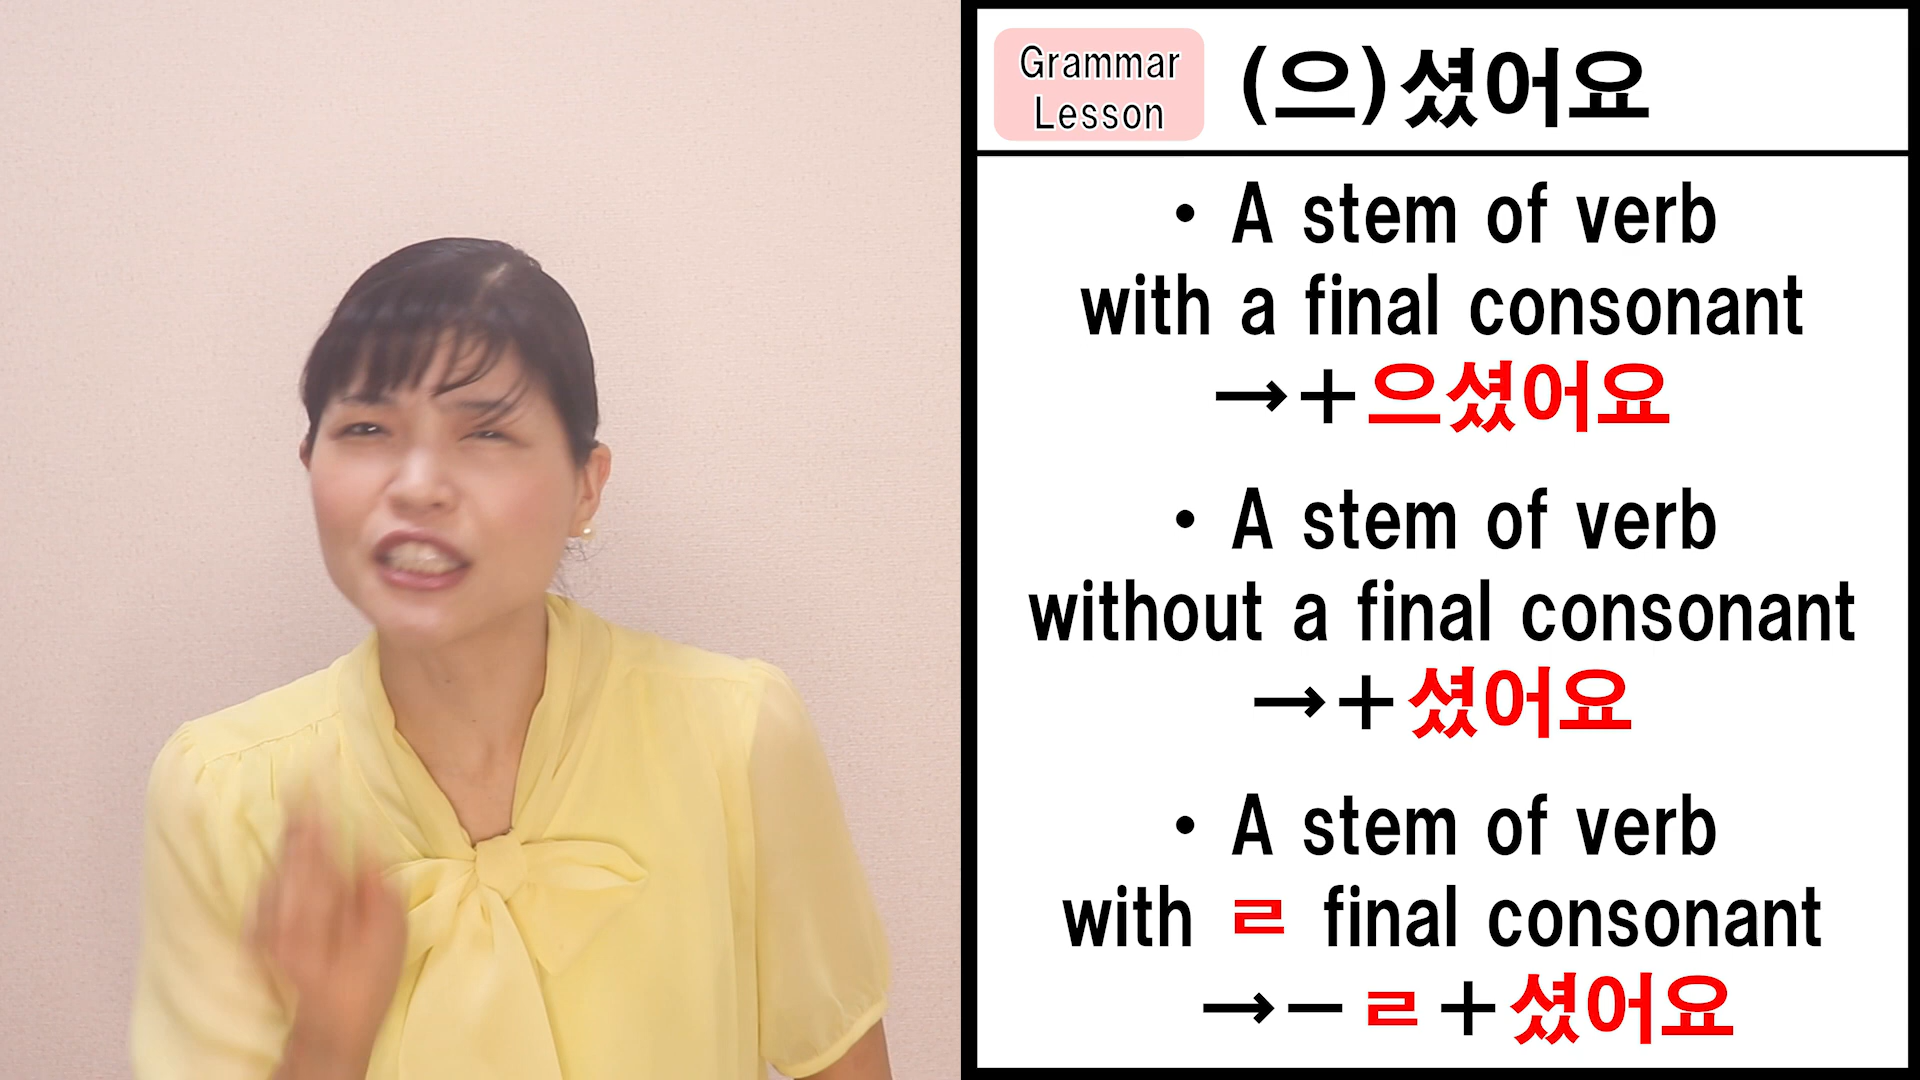 Grammar
Lesson
(으)셨어요
• A stem of verb
with a final consonant
→+으셨어요
• A stem of verb
without a final consonant
→+셨어요
• A stem of verb
with ㄹ final consonant
→−ㄹ+셨어요